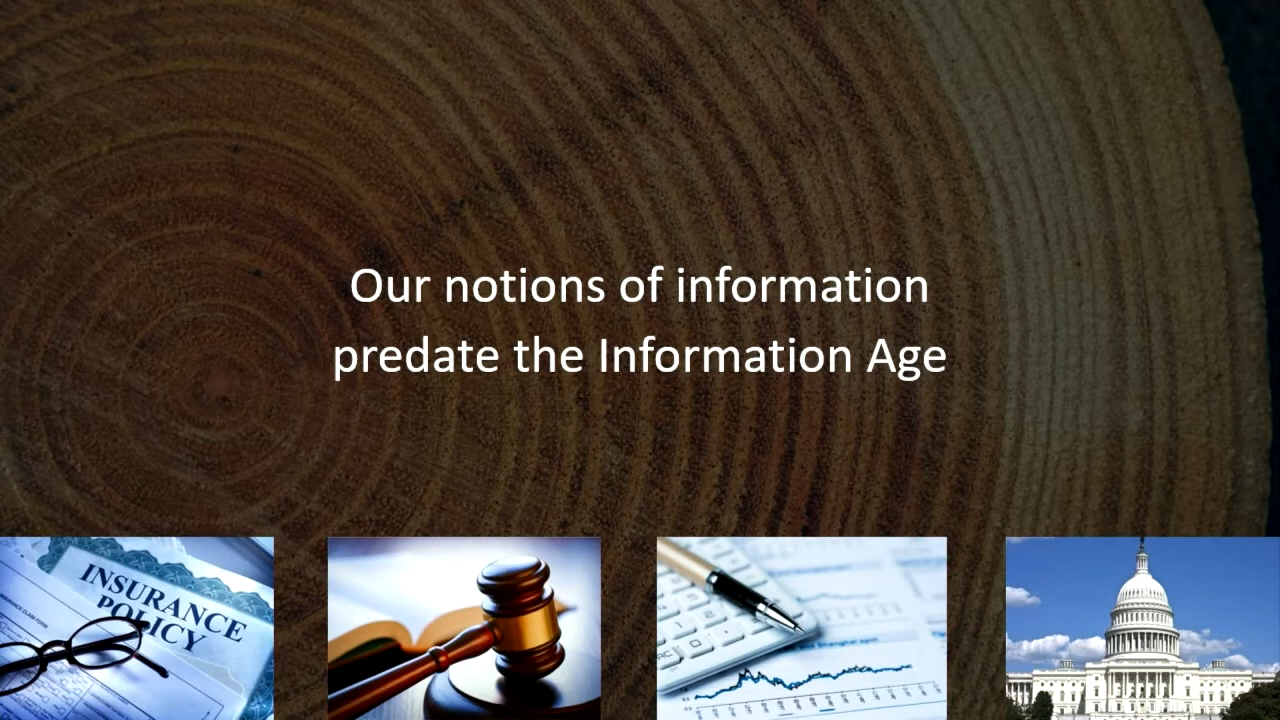 Our notions of information
predate the Information Age
INSURANCE
POLICY